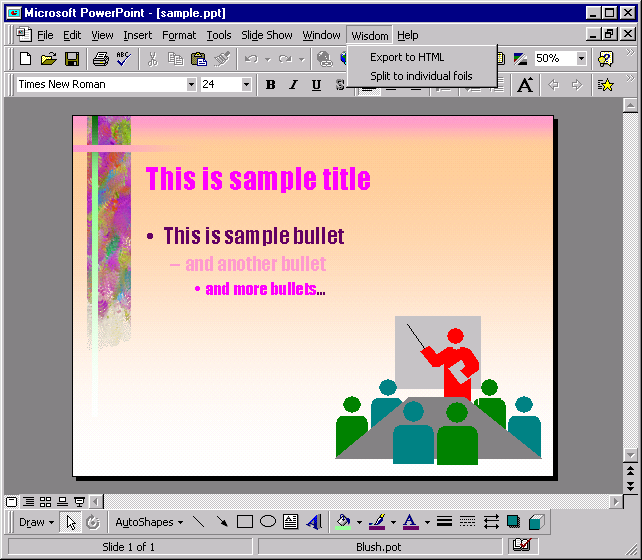 Microsoft PowerPoint - [sample.ppt]
File Edit View Insert Format Tools Slide Show Window Wisdom Help
Export to HTML
Split to individual foils
ABC
50%
Times New Roman 24 B I U S A
This is sample title
• This is sample bullet
– and another bullet
• and more bullets...
Draw AutoShapes A A
Slide 1 of 1 Blush.pot